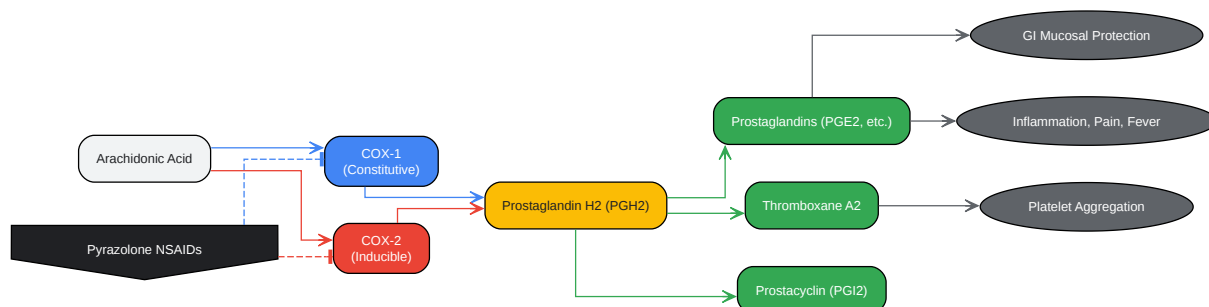 GI Mucosal Protection
Prostaglandins (PGE2, etc.)
Inflammation, Pain, Fever
Arachidonic Acid
COX-1
(Constitutive)
Prostaglandin H2 (PGH2)
Thromboxane A2
Platelet Aggregation
Pyrazolone NSAIDs
COX-2
(Inducible)
Prostacyclin (PGI2)